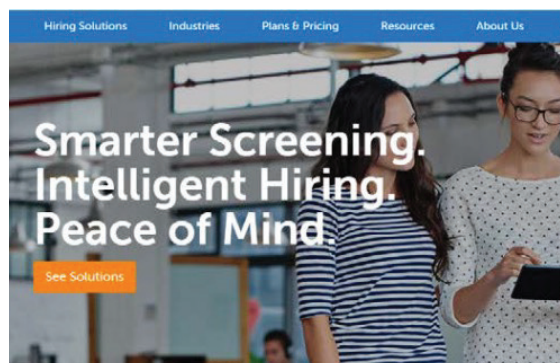 Hiring Solutions Industries Plans & Pricing Resources About Us
Smarter Screening.
Intelligent Hiring.
Peace of Mind.
See Solutions